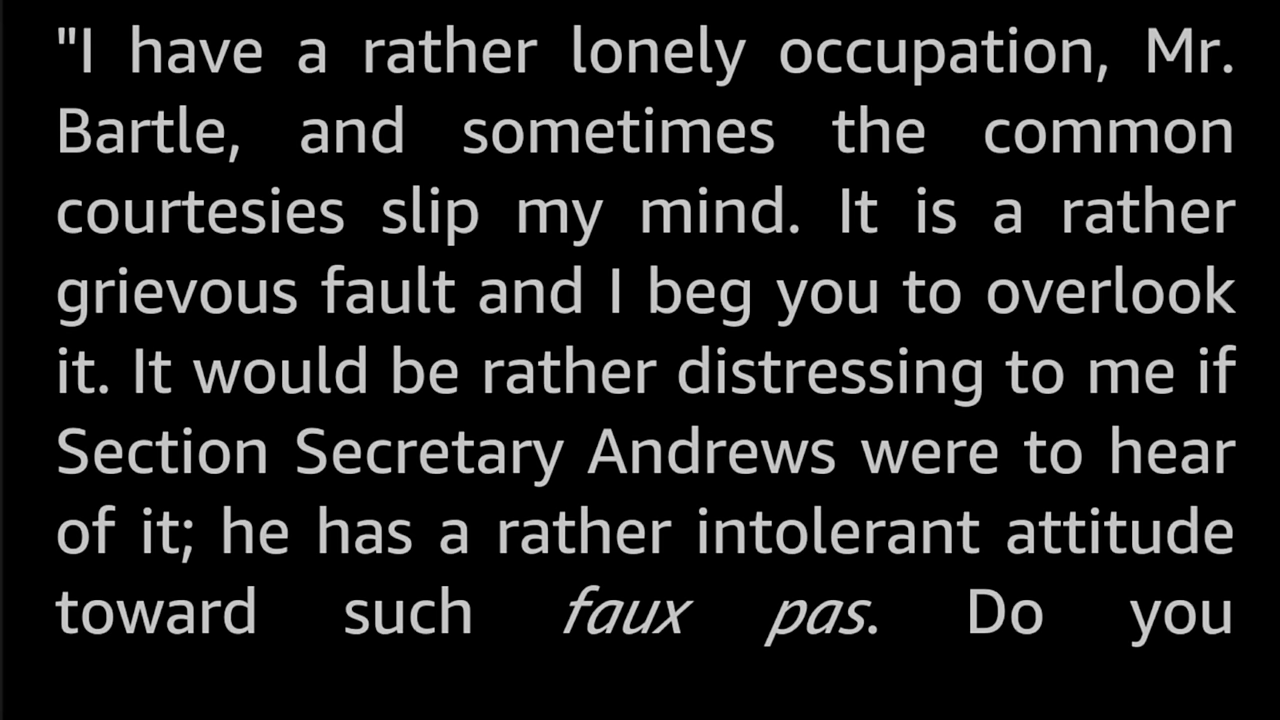 "I have a rather lonely occupation, Mr.
Bartle, and sometimes the common
courtesies slip my mind. It is a rather
grievous fault and I beg you to overlook
it. It would be rather distressing to me if
Section Secretary Andrews were to hear
of it; he has a rather intolerant attitude
toward such faux pas. Do you